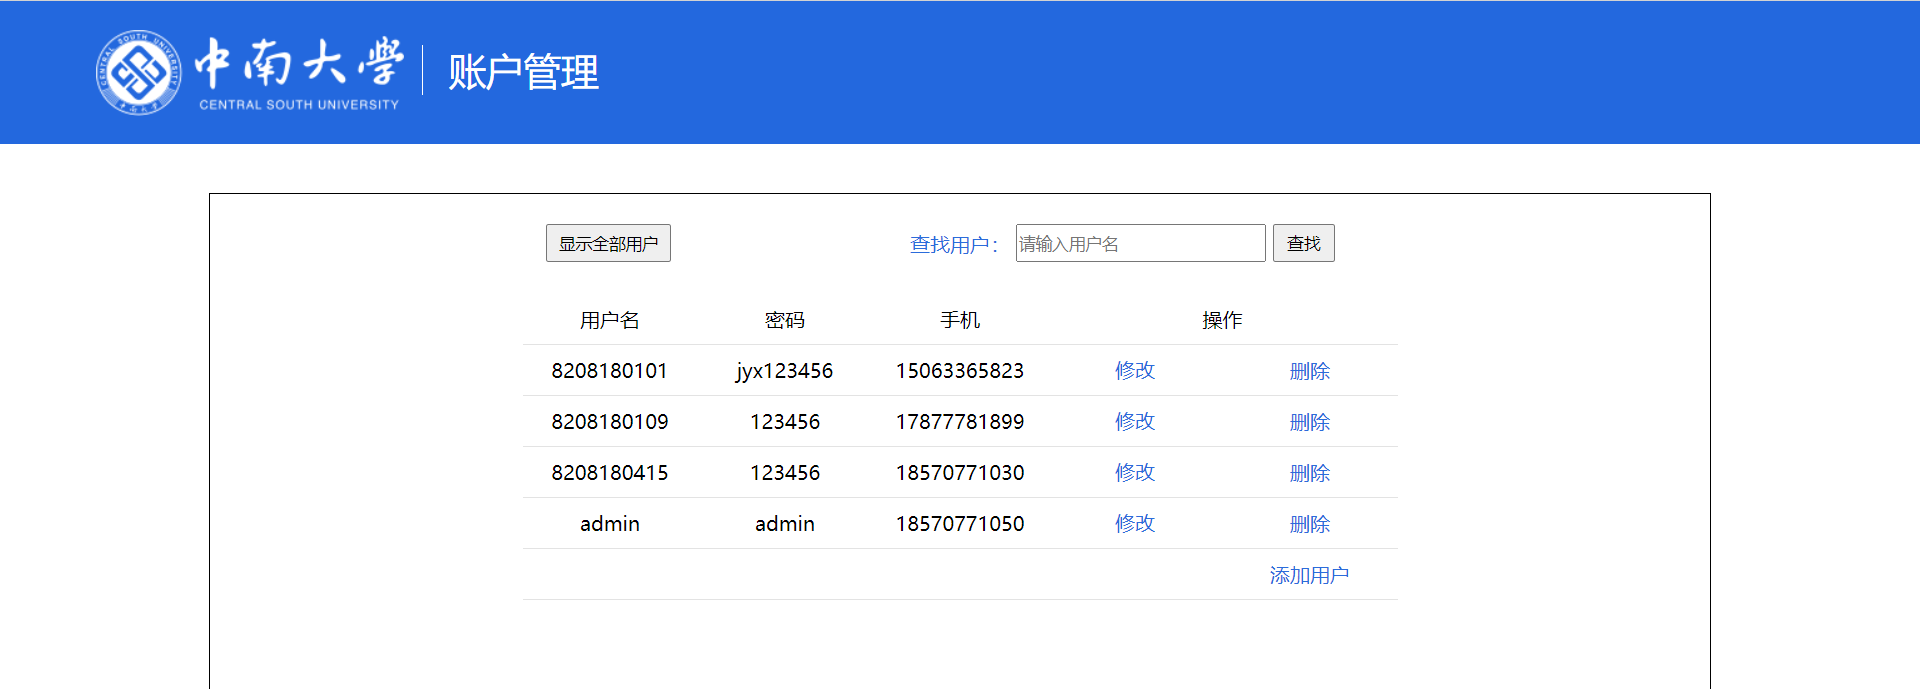 中南大学
CENTRAL SOUTH UNIVERSITY
账户管理
显示全部用户 查找用户： 请输入用户名 查找
用户名 密码 手机 操作
8208180101 jyx123456 15063365823 修改 删除
8208180109 123456 17877781899 修改 删除
8208180415 123456 18570771030 修改 删除
admin admin 18570771050 修改 删除
添加用户